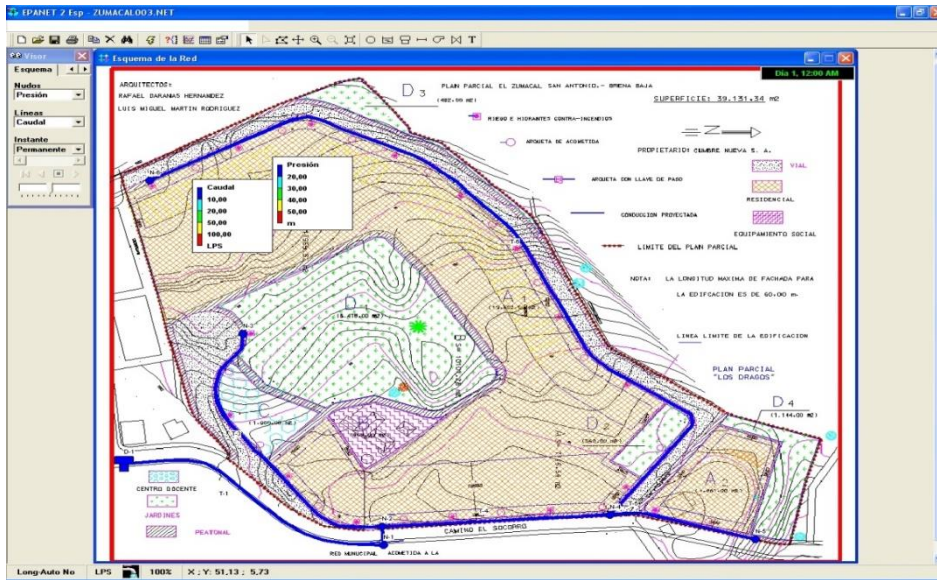 EPANET 2 Esp - ZUMACAL003.NET
Visor
Esquema
Nudos
Presión
Líneas
Caudal
Instante
Permanente
Esquema de la Red
Día 1, 12:00 AM
ARQUITECTOS:
RAFAEL DARANAS HERNANDEZ
LUIS MIGUEL MARTIN RODRIGUEZ
D 3
PLAN PARCIAL EL ZUMACAL SAN ANTONIO.- BREÑA BAJA
SUPERFICIE: 39.131,34 m2
RIEGO E HIDRANTES CONTRA-INCENDIOS
ARQUETA DE ACOMETIDA
N
PROPIETARIO: CUMBRE NUEVA S. A.
VIAL
ARQUETA CON LLAVE DE PASO
RESIDENCIAL
CONDUCCION PROYECTADA
EQUIPAMIENTO SOCIAL
LIMITE DEL PLAN PARCIAL
NOTA: LA LONGITUD MAXIMA DE FACHADA PARA
LA EDIFCACION ES DE 60.00 m.
LINEA LIMITE DE LA EDIFICACION
PLAN PARCIAL
"LOS DRAGOS"
Caudal
10,00
20,00
50,00
100,00
LPS
Presión
20,00
30,00
40,00
50,00
m
A
D
D 4
(1.144.00 m2)
A
D-1
T-1
N-1
T-4
CENTRO DOCENTE
JARDINES
PEATONAL
CAMINO EL SOCORRO
RED MUNICIPAL ACOMETIDA A LA
Long-Auto No LPS 100% X ; Y: 51,13 ; 5,73